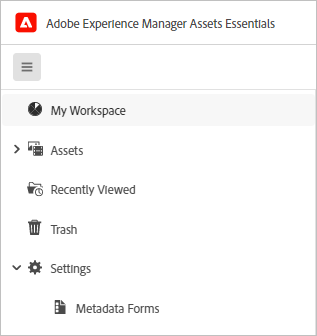 Adobe Experience Manager Assets Essentials
My Workspace
Assets
Recently Viewed
Trash
Settings
Metadata Forms